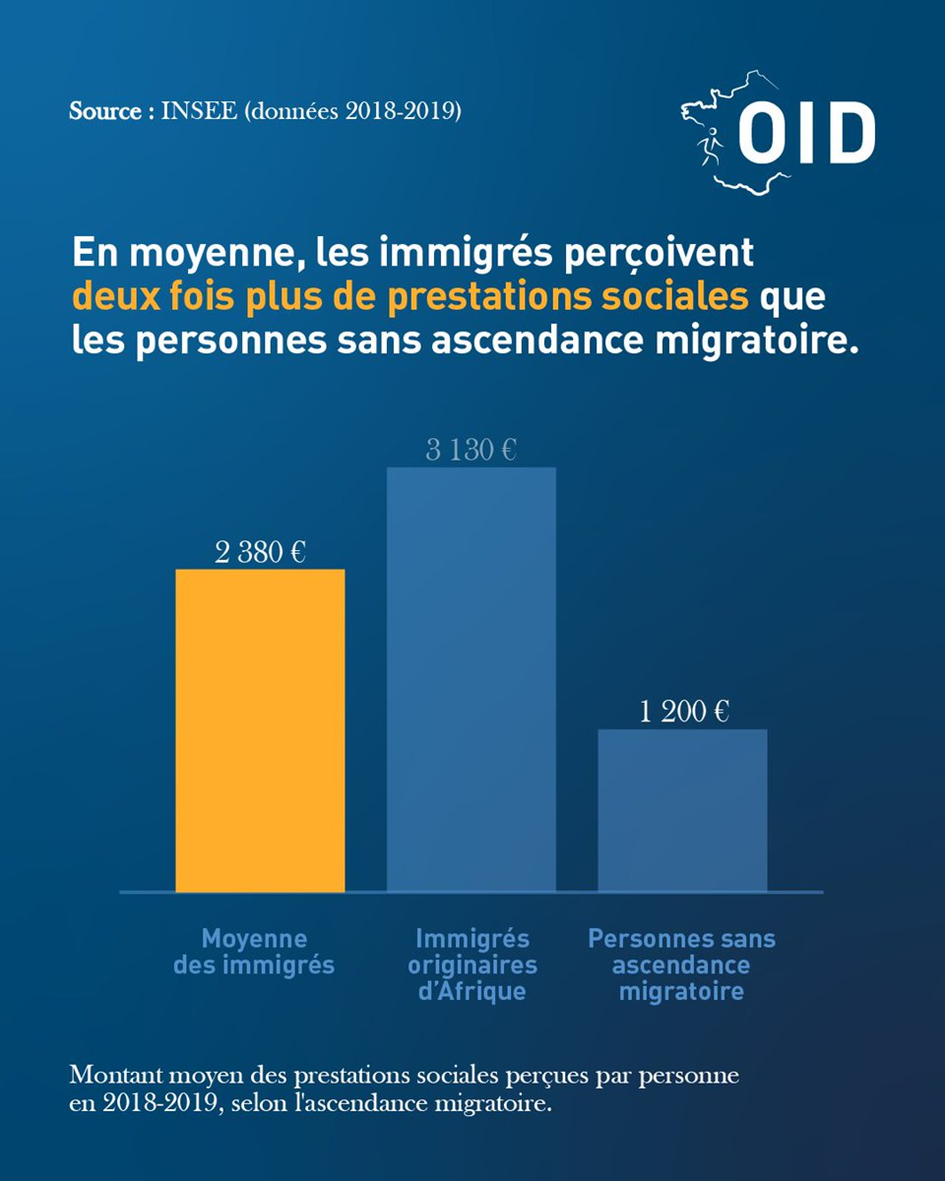 Source : INSEE (données 2018-2019)
OID
En moyenne, les immigrés perçoivent
deux fois plus de prestations sociales que
les personnes sans ascendance migratoire.
3 130 €
2 380 €
1 200 €
Moyenne
des immigrés
Immigrés
originaires
d'Afrique
Personnes sans
ascendance
migratoire
Montant moyen des prestations sociales perçues par personne
en 2018-2019, selon l'ascendance migratoire.